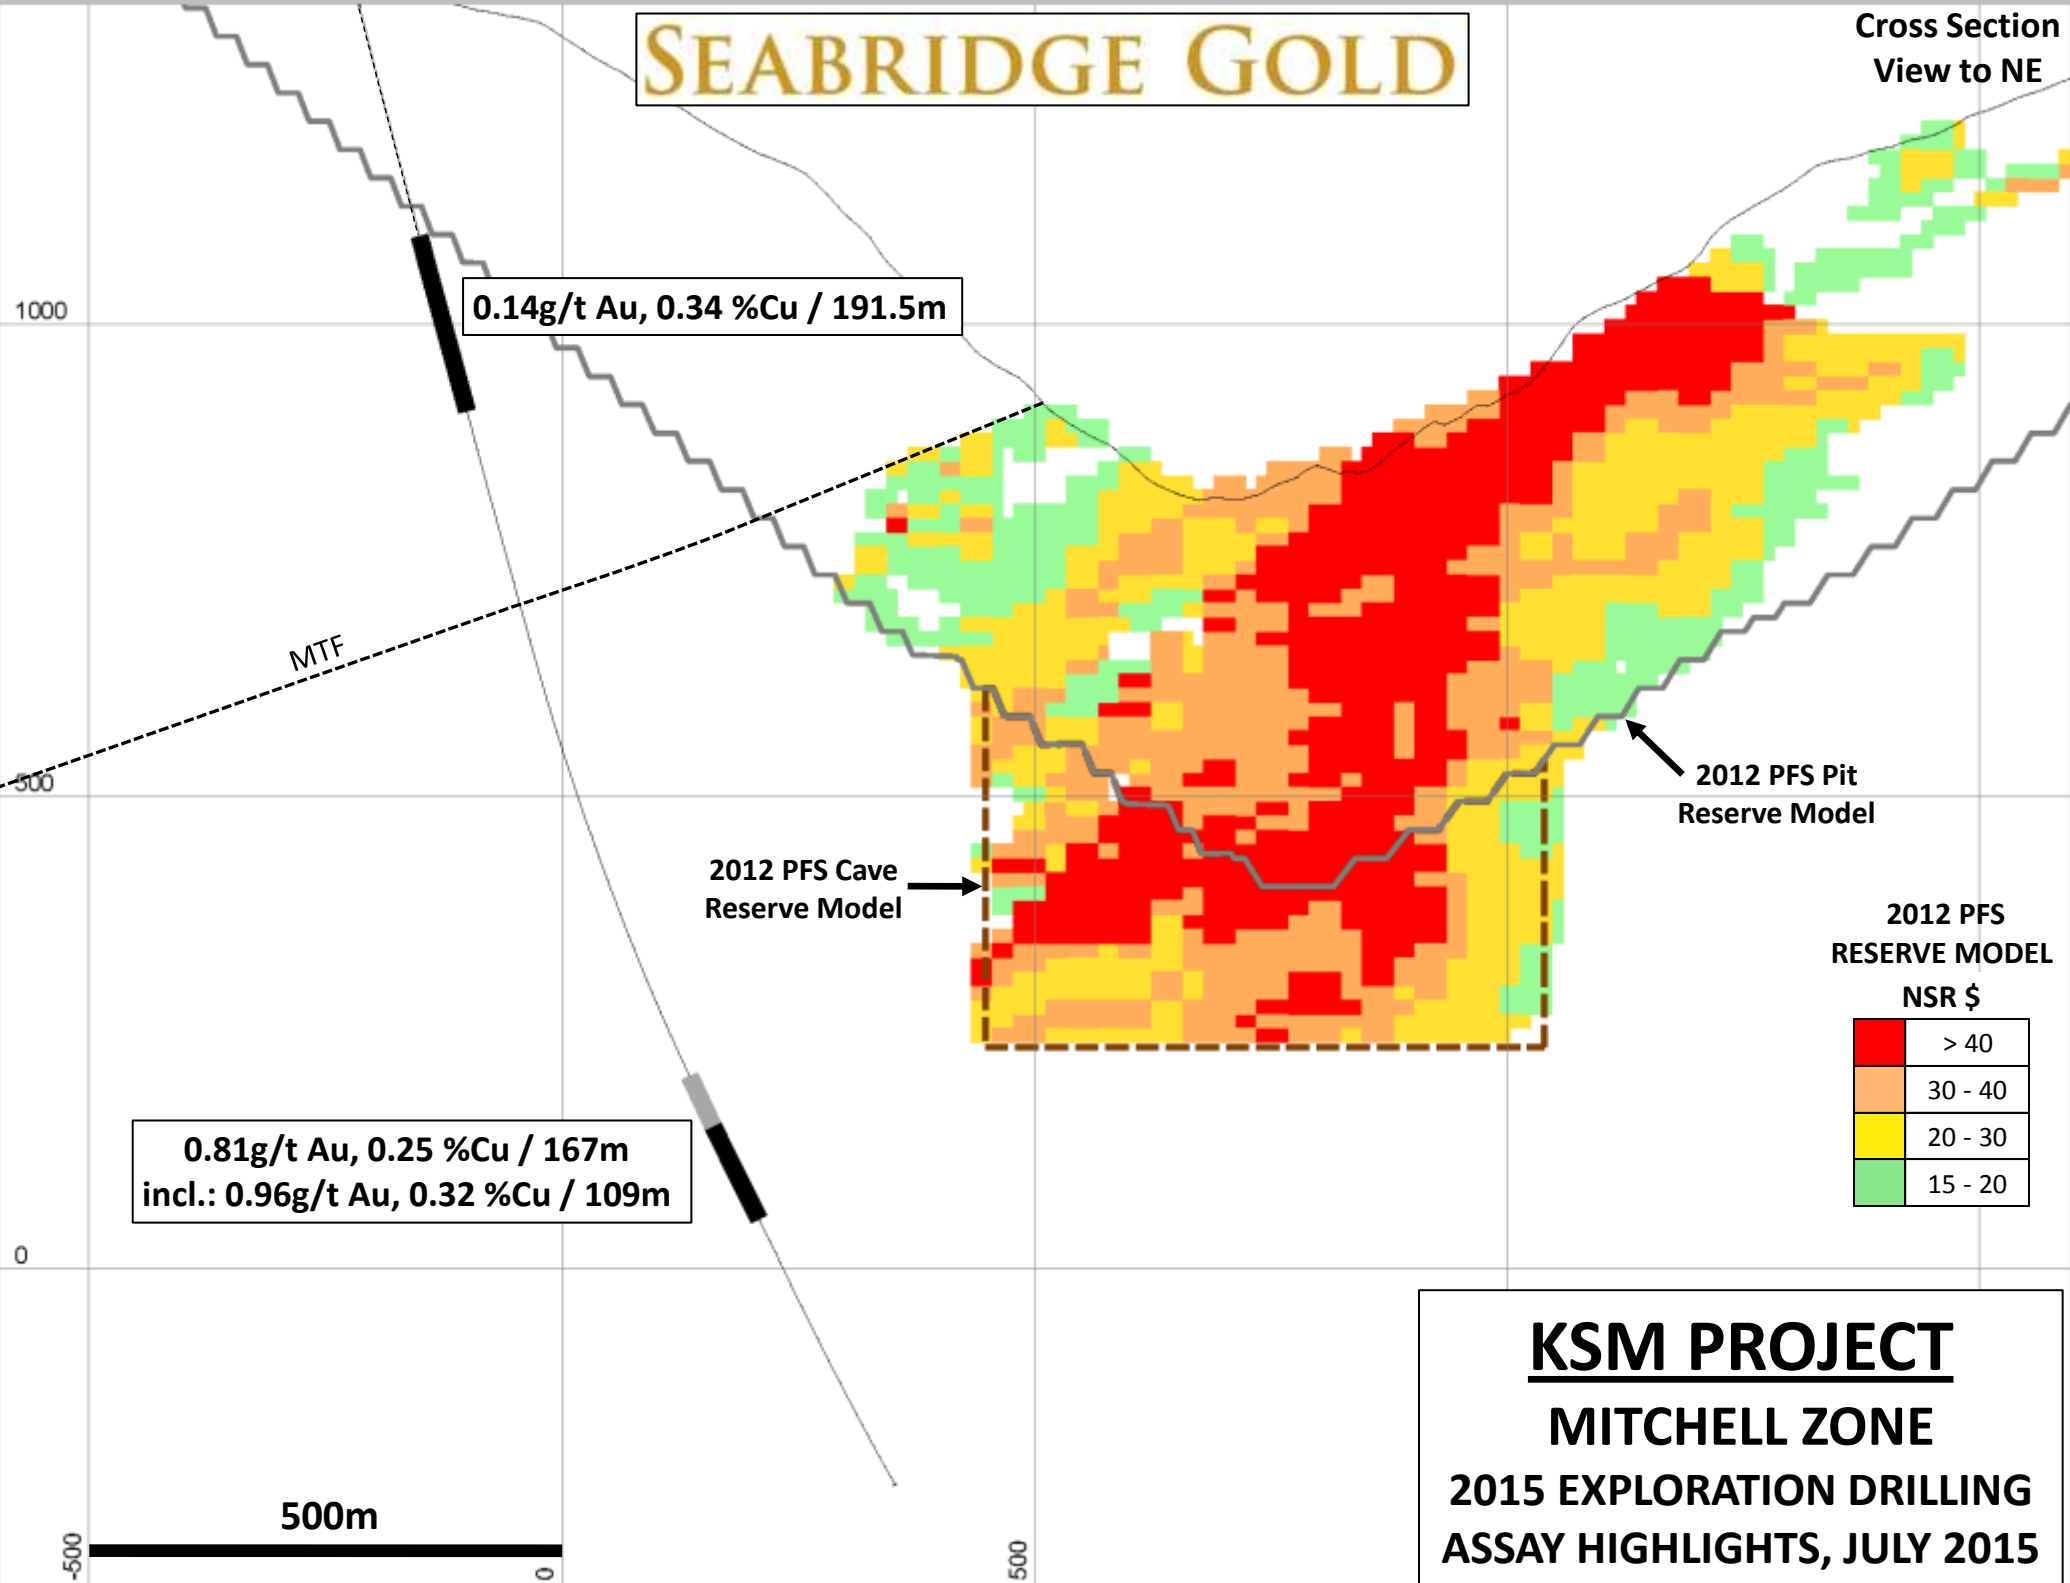 SEABRIDGE GOLD
Cross Section
View to NE
1000
0.14g/t Au, 0.34 %Cu / 191.5m
MTF
500
2012 PFS Pit
Reserve Model
2012 PFS Cave
Reserve Model
2012 PFS
RESERVE MODEL
NSR $
> 40
30 - 40
20 - 30
15 - 20
0.81g/t Au, 0.25 %Cu / 167m
incl.: 0.96g/t Au, 0.32 %Cu / 109m
0
KSM PROJECT
MITCHELL ZONE
2015 EXPLORATION DRILLING
ASSAY HIGHLIGHTS, JULY 2015
500m
-500
0
500